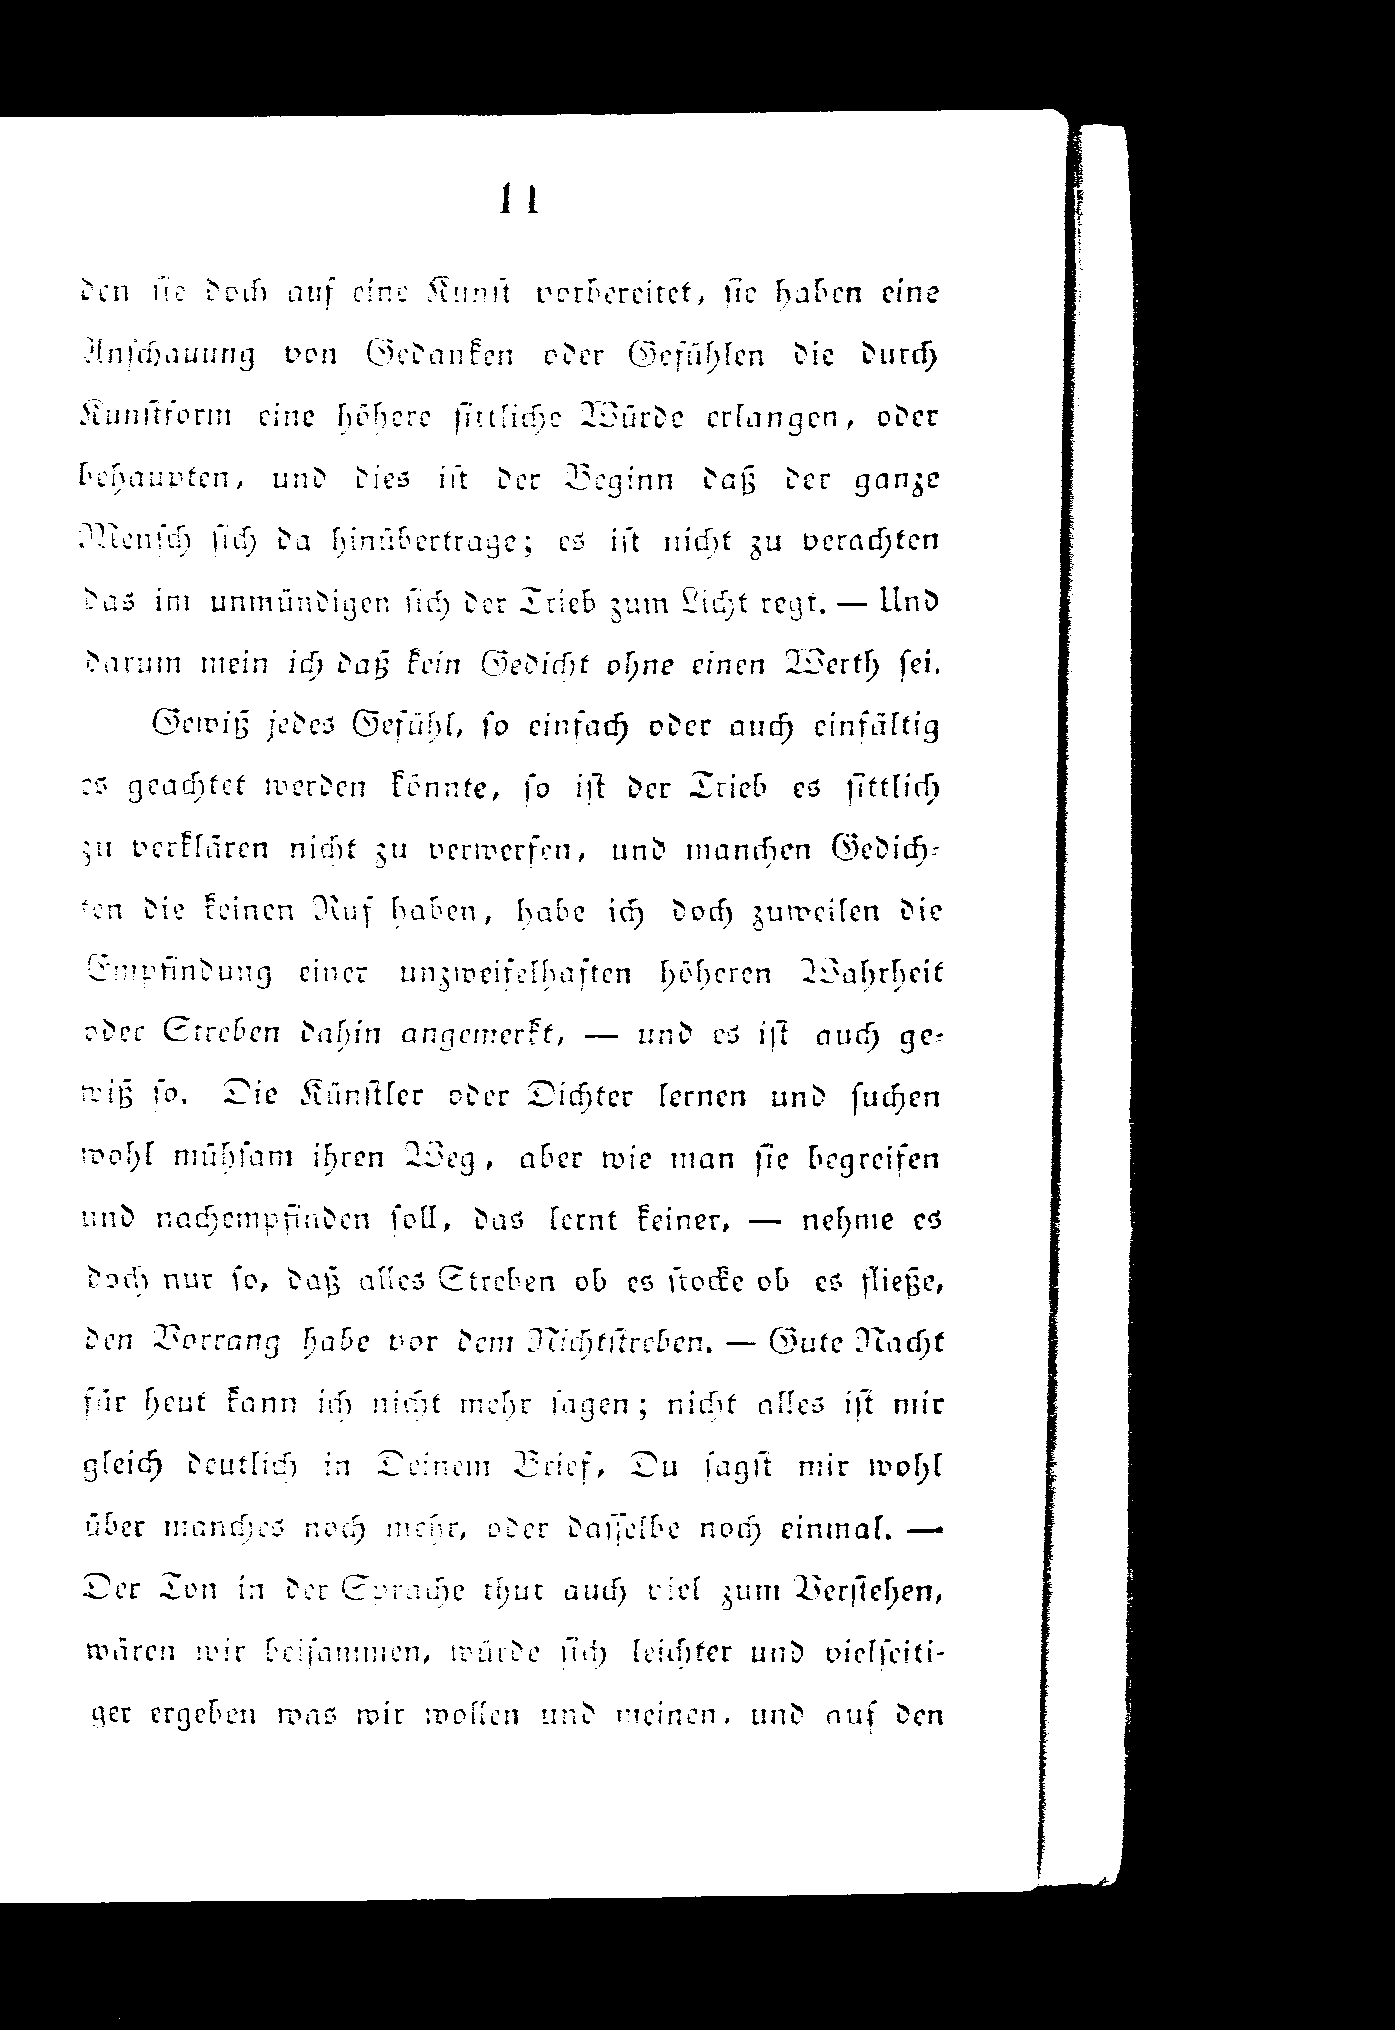 11
den sie doch auf eine Kunst vorbereitet, sie haben eine
Anschauung von Gedanken oder Gefühlen die durch
Kunstform eine höhere sittliche Würde erlangen, oder
behaupten, und dies ist der Beginn daß der ganze
Mensch sich da hinübertrage; es ist nicht zu verachten
das im unmündigen sich der Trieb zum Licht regt. — Und
darum mein ich daß kein Gedicht ohne einen Werth sei.
Gewiß jedes Gefühl, so einfach oder auch einfältig
es geachtet werden könnte, so ist der Trieb es sittlich
zu verklären nicht zu verwerfen, und manchen Gedich-
ten die keinen Ruf haben, habe ich doch zuweilen die
Empfindung einer unzweifelhaften höheren Wahrheit
oder Streben dahin angemerkt, — und es ist auch ge-
wiß so. Die Künstler oder Dichter lernen und suchen
wohl mühsam ihren Weg, aber wie man sie begreifen
und nachempfinden soll, das lernt keiner, — nehme es
doch nur so, daß alles Streben ob es stocke ob es fließe,
den Vorrang habe vor dem Nichtstreben. — Gute Nacht
für heut kann ich nicht mehr sagen; nicht alles ist mir
gleich deutlich in Deinem Brief, Du sagst mir wohl
über manches noch mehr, oder dasselbe noch einmal. —
Der Ton in der Sprache thut auch viel zum Verstehen,
wären wir beisammen, würde sich leichter und vielseiti-
ger ergeben was wir wollen und meinen, und auf den